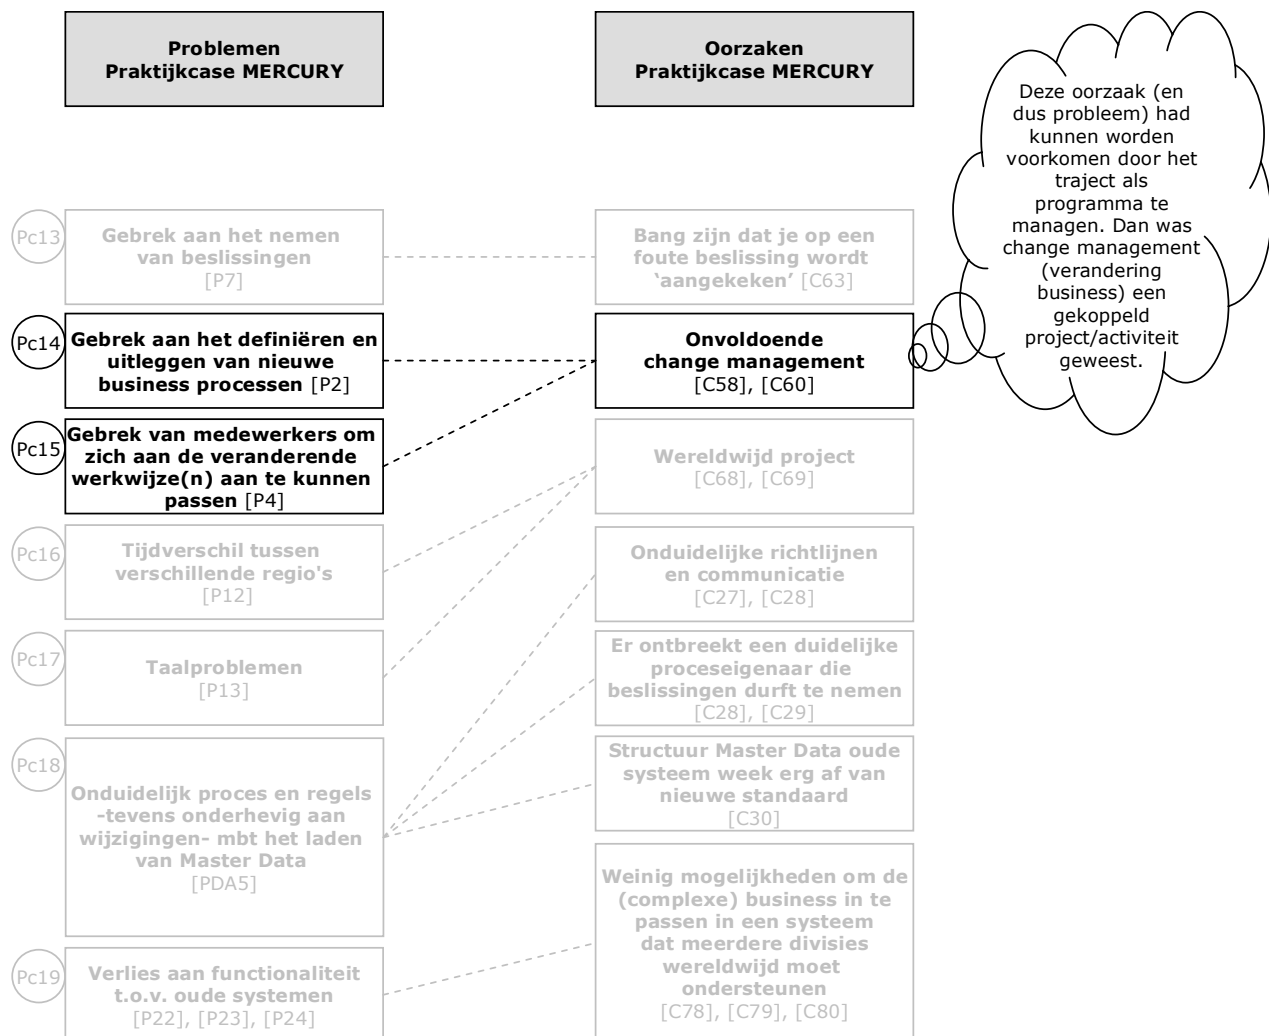 Problemen
Praktijkcase MERCURY
Oorzaken
Praktijkcase MERCURY
Deze oorzaak (en
dus probleem) had
kunnen worden
voorkomen door het
traject als
programma te
managen. Dan was
change management
(verandering
business) een
gekoppeld
project/activiteit
geweest.
Pc13
Gebrek aan het nemen
van beslissingen
[P7]
Bang zijn dat je op een
foute beslissing wordt
‘aangekeken’ [C63]
Pc14
Gebrek aan het definiëren en
uitleggen van nieuwe
business processen [P2]
Onvoldoende
change management
[C58], [C60]
Pc15
Gebrek van medewerkers om
zich aan de veranderende
werkwijze(n) aan te kunnen
passen [P4]
Wereldwijd project
[C68], [C69]
Pc16
Tijdverschil tussen
verschillende regio's
[P12]
Onduidelijke richtlijnen
en communicatie
[C27], [C28]
Pc17
Taalproblemen
[P13]
Er ontbreekt een duidelijke
proceseigenaar die
beslissingen durft te nemen
[C28], [C29]
Pc18
Onduidelijk proces en regels
-tevens onderhevig aan
wijzigingen- mbt het laden
van Master Data
[PDA5]
Structuur Master Data oude
systeem week erg af van
nieuwe standaard
[C30]
Weinig mogelijkheden om de
(complexe) business in te
passen in een systeem
dat meerdere divisies
wereldwijd moet
ondersteunen
[C78], [C79], [C80]
Pc19
Verlies aan functionaliteit
t.o.v. oude systemen
[P22], [P23], [P24]